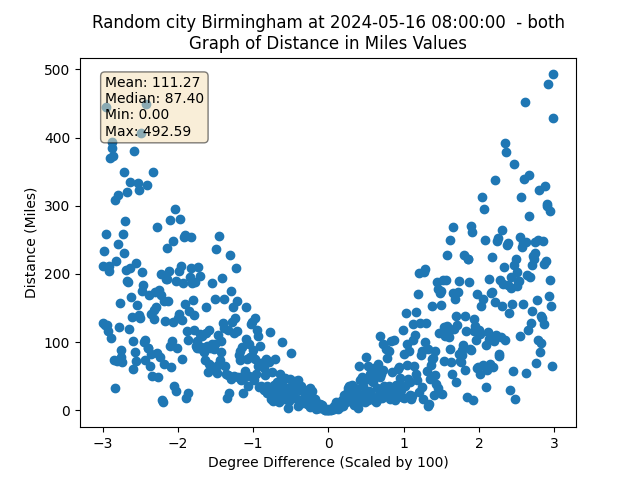 Random city Birmingham at 2024-05-16 08:00:00  - both
Graph of Distance in Miles Values
Mean: 111.27
Median: 87.40
Min: 0.00
Max: 492.59
500
400
300
200
100
0
Distance (Miles)
−3 −2 −1 0 1 2 3
Degree Difference (Scaled by 100)